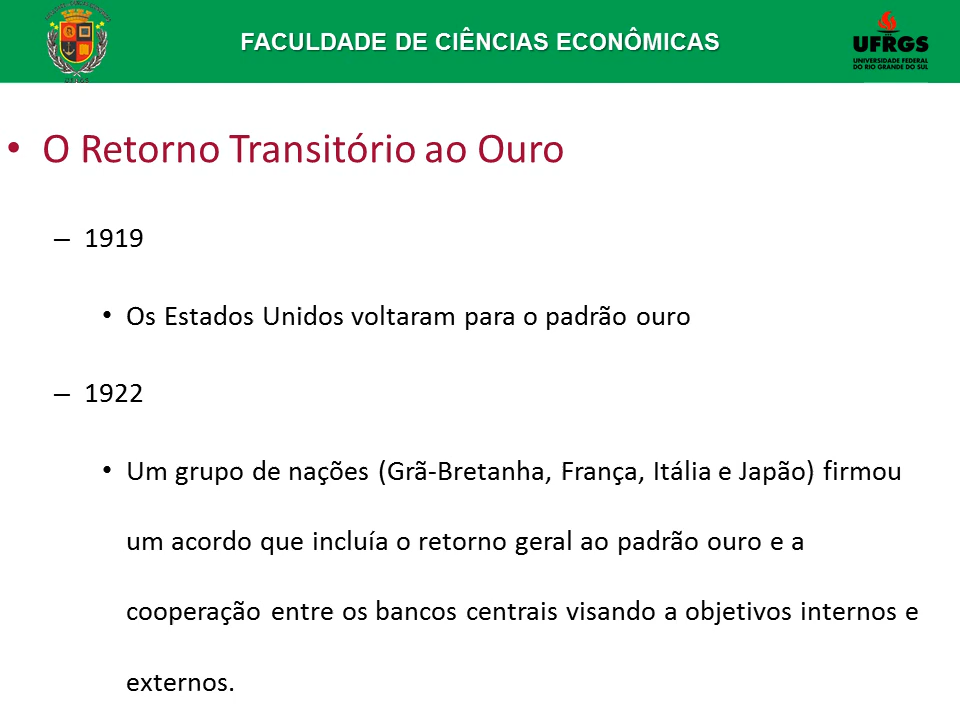 FACULDADE DE CIÊNCIAS ECONÔMICAS
UFRGS
UFRGS
UNIVERSIDADE FEDERAL
DO RIO GRANDE DO SUL
• O Retorno Transitório ao Ouro
– 1919
• Os Estados Unidos voltaram para o padrão ouro
– 1922
• Um grupo de nações (Grã-Bretanha, França, Itália e Japão) firmou
um acordo que incluía o retorno geral ao padrão ouro e a
cooperação entre os bancos centrais visando a objetivos internos e
externos.